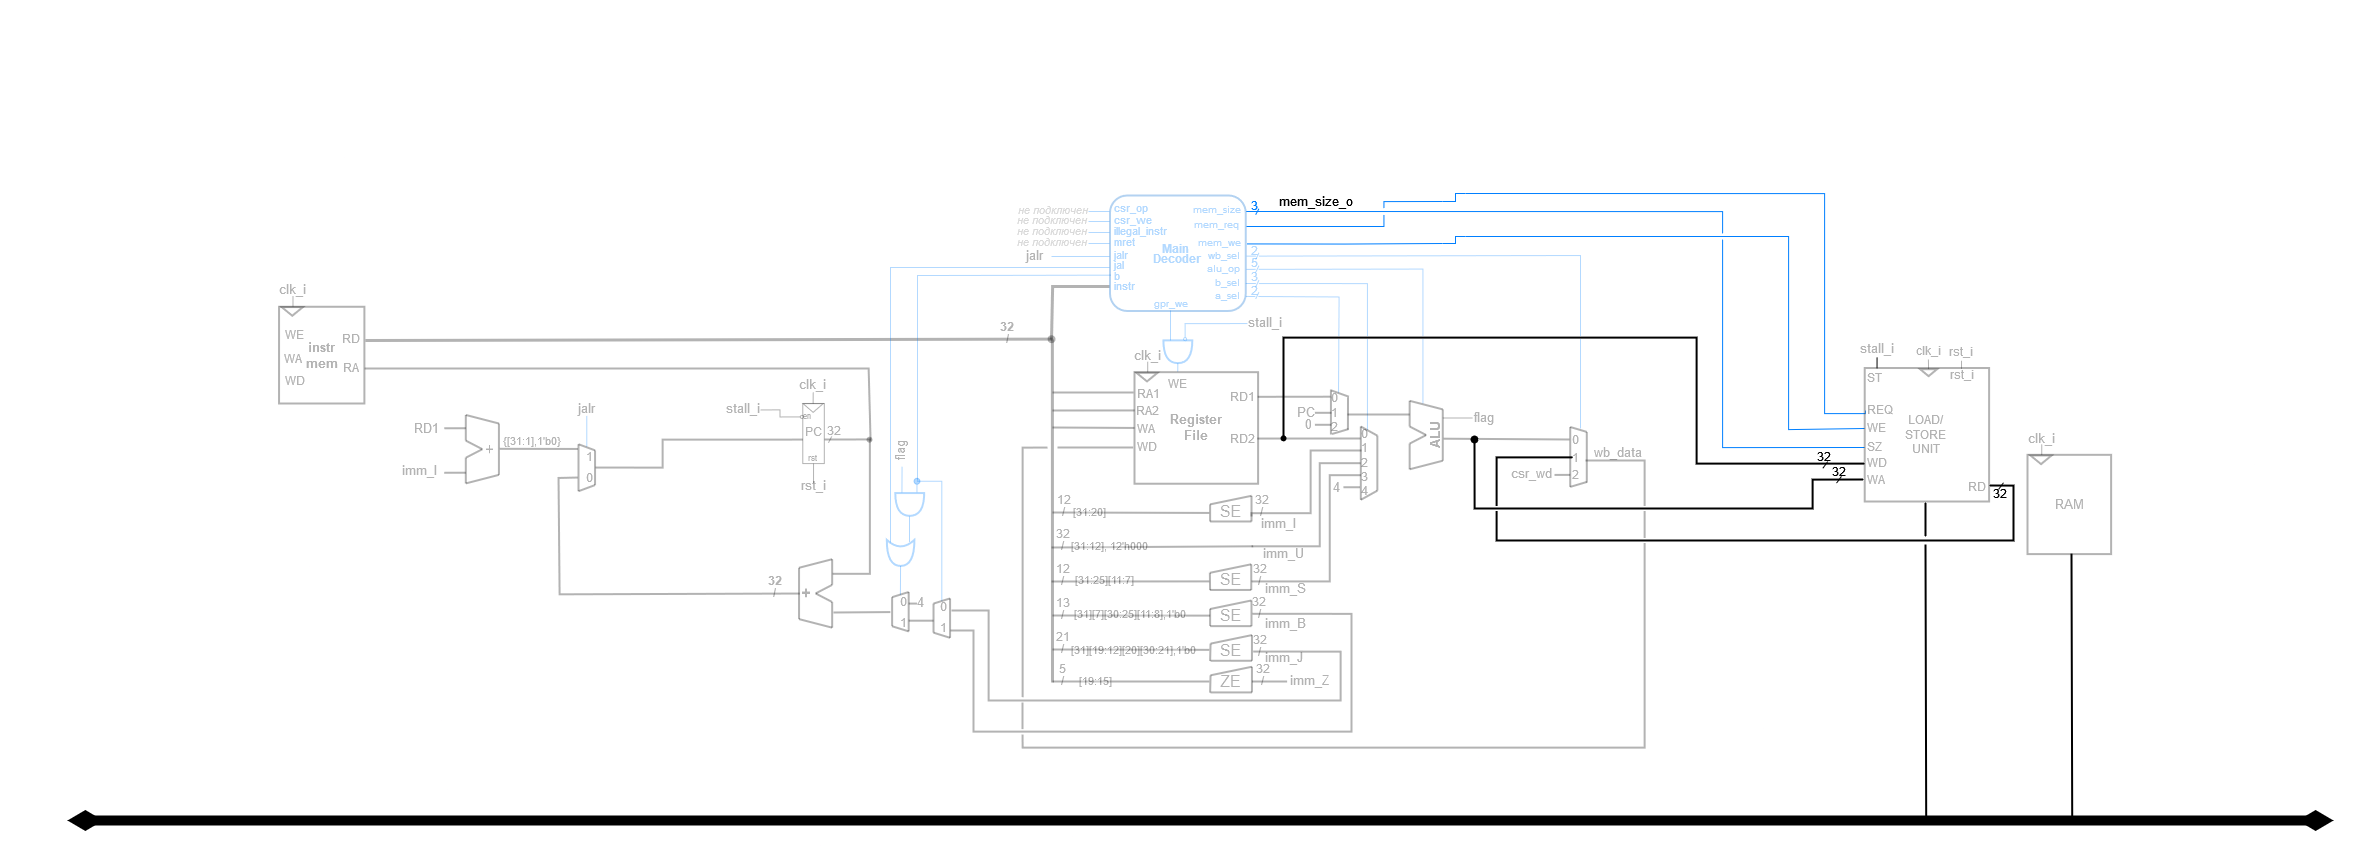 mem_size_o
3
не подключен
не подключен
не подключен
не подключен
jalr
csr_op
csr_we
illegal_instr
mret
jalr
jal
b
instr
Main
Decoder
gpr_we
mem_size
mem_req
mem_we
wb_sel
alu_op
b_sel
a_sel
2
5
3
2
stall_i
clk_i
WE
WA
WD
instr
mem
RD
RA
32
RD1
imm_I
+
{[31:1],1'b0}
jalr
1
0
stall_i
clk_i
en
PC
rst
32
rst_i
flag
32
+
0
1
4
0
1
clk_i
WE
RA1
RA2
WA
WD
Register
File
RD1
RD2
PC
0
0
1
2
0
1
2
3
4
4
ALU
flag
csr_wd
0
1
2
wb_data
12
[31:20]
SE
32
imm_I
32
[31:12], 12'h000
imm_U
12
[31:25][11:7]
SE
32
imm_S
13
[31][7][30:25][11:8],1'b0
SE
32
imm_B
21
[31][19:12][20][30:21],1'b0
SE
32
imm_J
5
[19:15]
ZE
32
imm_Z
stall_i
clk_i
rst_i
ST
rst_i
REQ
WE
SZ
WD
WA
LOAD/
STORE
UNIT
RD
32
32
32
clk_i
RAM